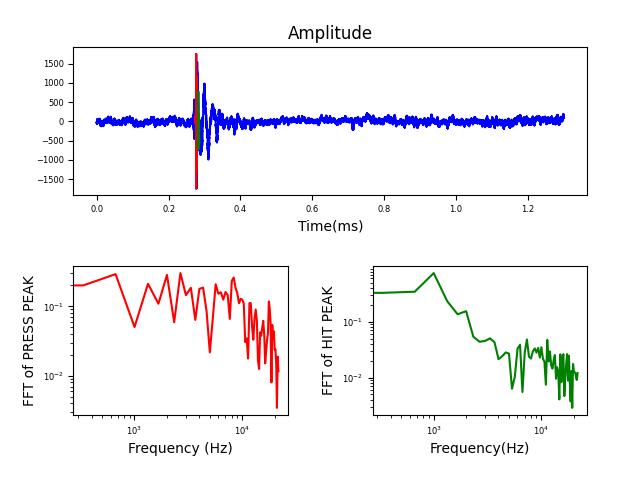 Amplitude
1500
1000
500
0
−500
−1000
−1500
0.0 0.2 0.4 0.6 0.8 1.0 1.2
Time(ms)
FFT of PRESS PEAK
10⁻¹
10⁻²
10³ 10⁴
Frequency (Hz)
FFT of HIT PEAK
10⁻¹
10⁻²
10³ 10⁴
Frequency(Hz)